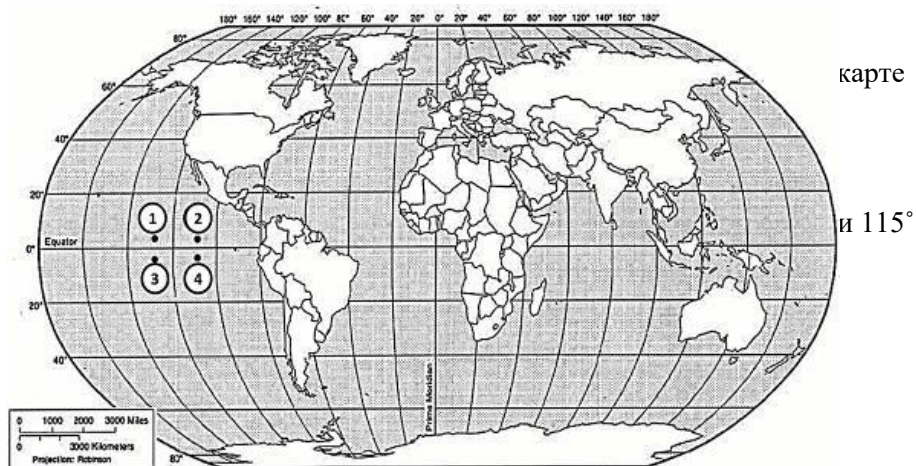 180° 160° 140° 120° 100° 80° 60° 40° 20° 0° 20° 40° 60° 80° 100° 120° 140° 160° 180°
80°
карте
60°
40°
20°
1 2
и 115˚
Equator
0°
3 4
20°
40°
Prime Meridian
0 1000 2000 3000 Miles
0 3000 Kilometers
Projection: Robinson
80°